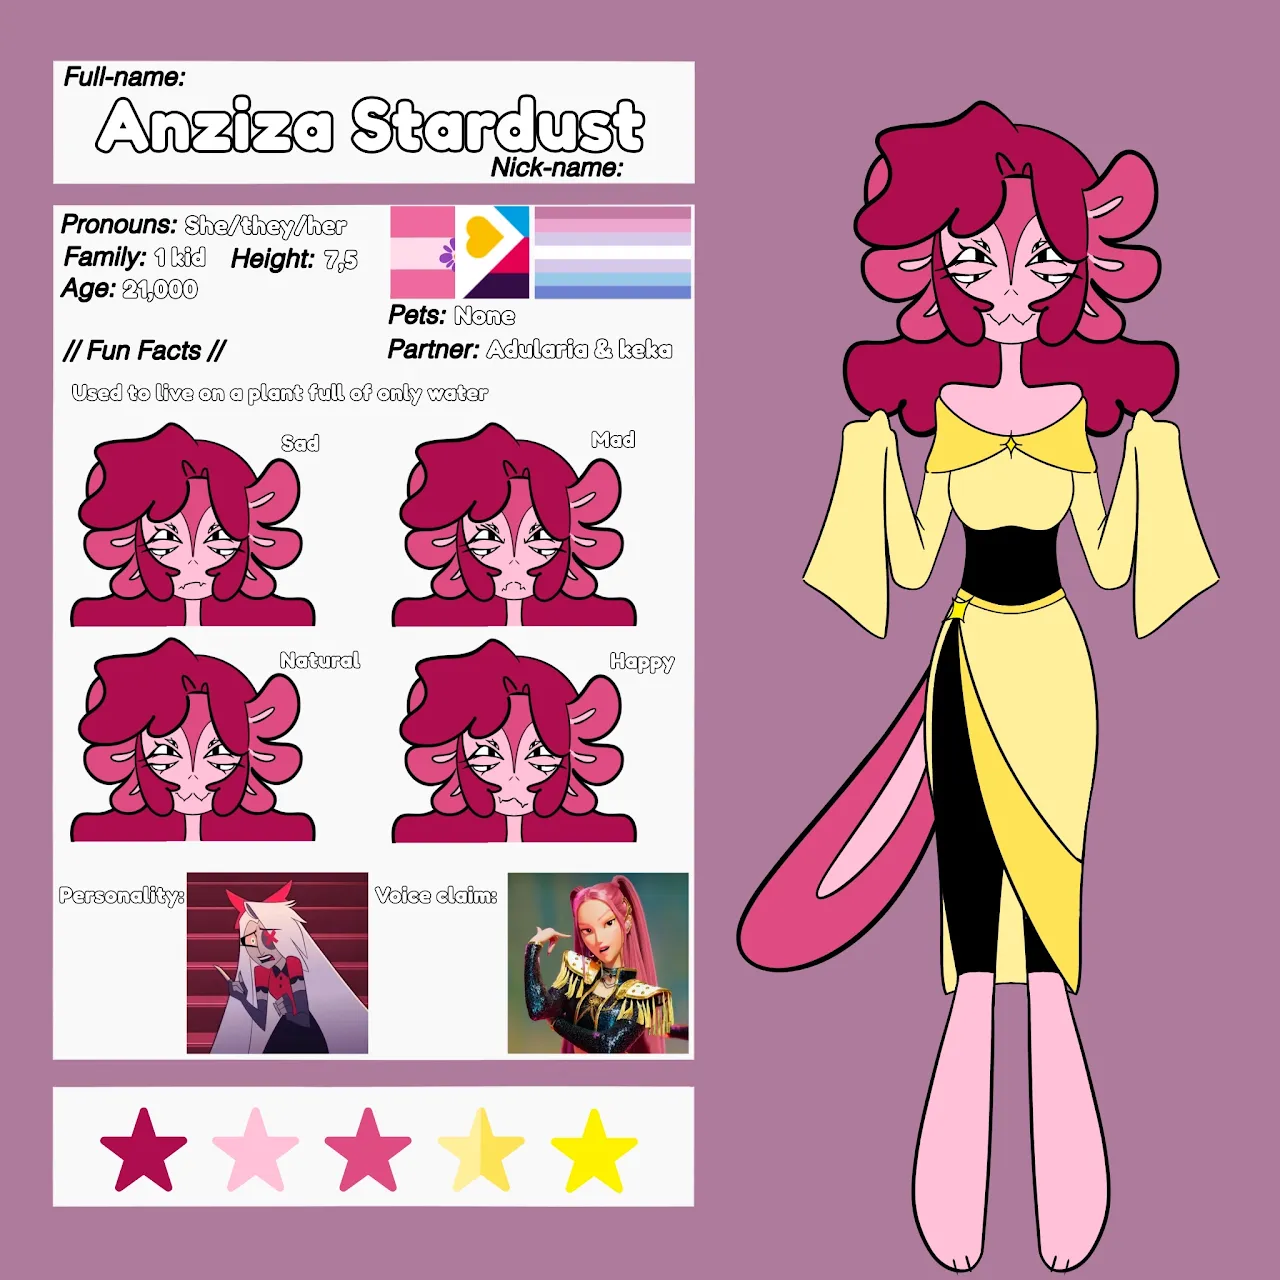 Full-name:
Anziza Stardust
Nick-name:
Pronouns: She/they/her
Family: 1 kid Height: 7,5
Age: 21,000
Pets: None
// Fun Facts //
Partner: Adularia & keka
Used to live on a plant full of only water
Sad
Mad
Natural
Happy
Personality:
Voice claim: